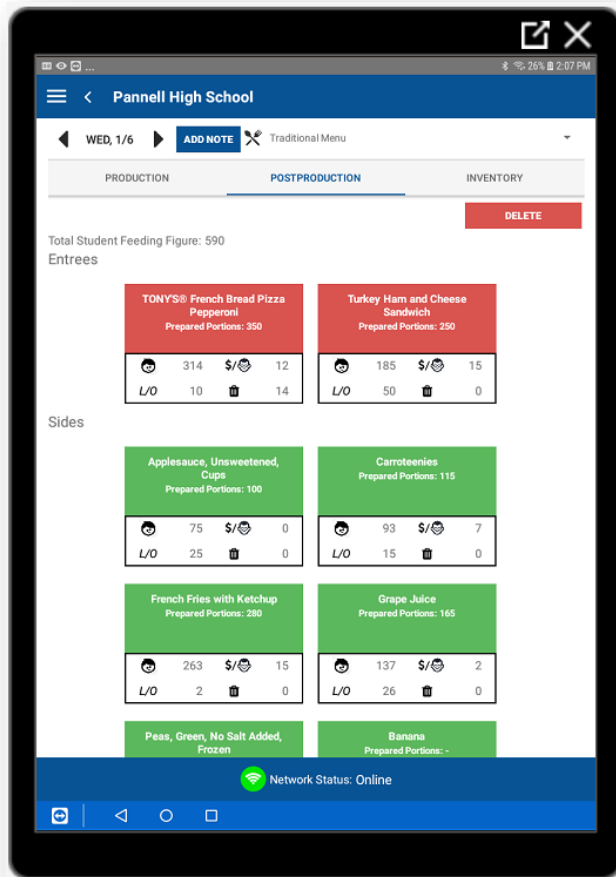 ... 26% 2:07 PM
Pannell High School
WED, 1/6 ADD NOTE Traditional Menu
PRODUCTION POSTPRODUCTION INVENTORY
DELETE
Total Student Feeding Figure: 590
Entrees
TONY'S® French Bread Pizza
Pepperoni
Prepared Portions: 350
314 $/ 12
L/O 10 14
Turkey Ham and Cheese
Sandwich
Prepared Portions: 250
185 $/ 15
L/O 50 0
Sides
Applesauce, Unsweetened,
Cups
Prepared Portions: 100
75 $/ 0
L/O 25 0
Carroteenies
Prepared Portions: 115
93 $/ 7
L/O 15 0
French Fries with Ketchup
Prepared Portions: 280
263 $/ 15
L/O 2 0
Grape Juice
Prepared Portions: 165
137 $/ 2
L/O 26 0
Peas, Green, No Salt Added,
Frozen
Banana
Prepared Portions: -
Network Status: Online